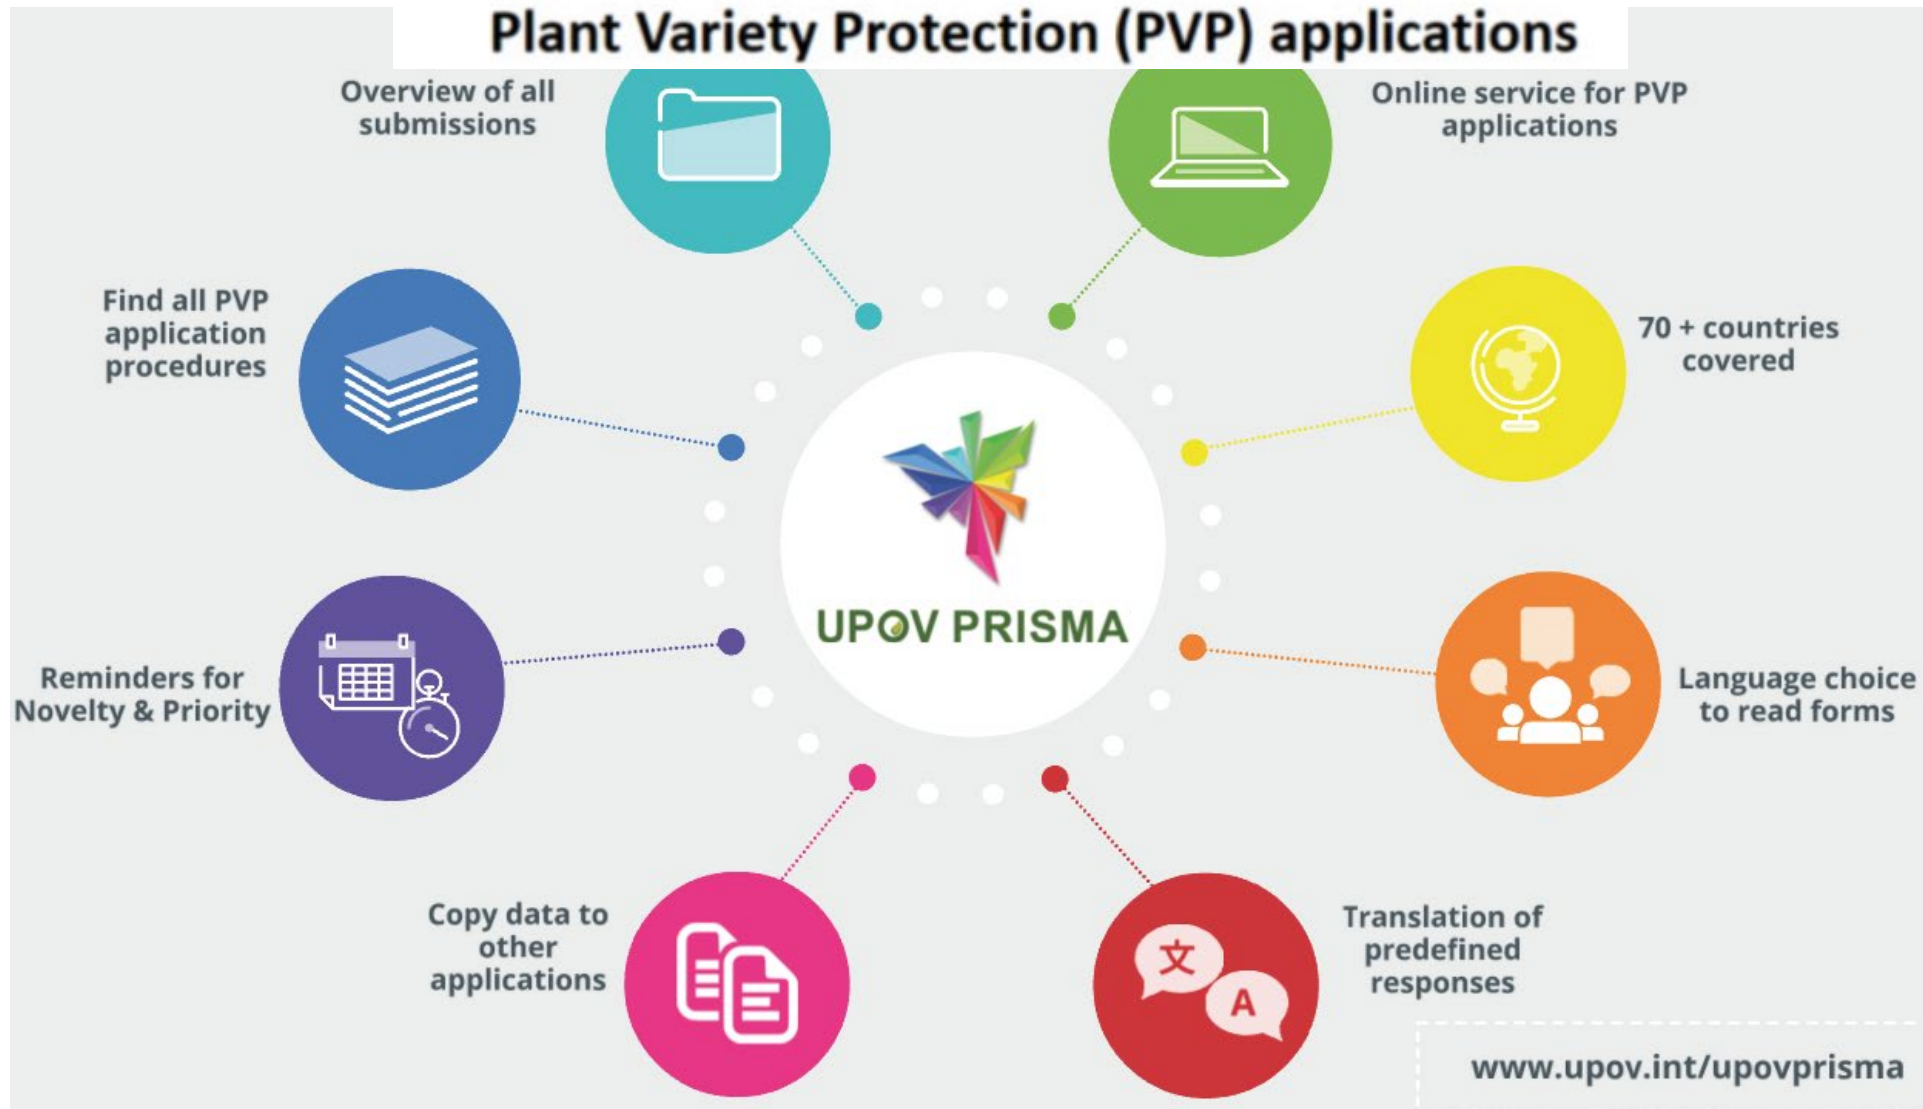 Plant Variety Protection (PVP) applications
Overview of all
submissions
Online service for PVP
applications
Find all PVP
application
procedures
70 + countries
covered
UPOV PRISMA
Reminders for
Novelty & Priority
Language choice
to read forms
Copy data to
other
applications
文
A
Translation of
predefined
responses
www.upov.int/upovprisma